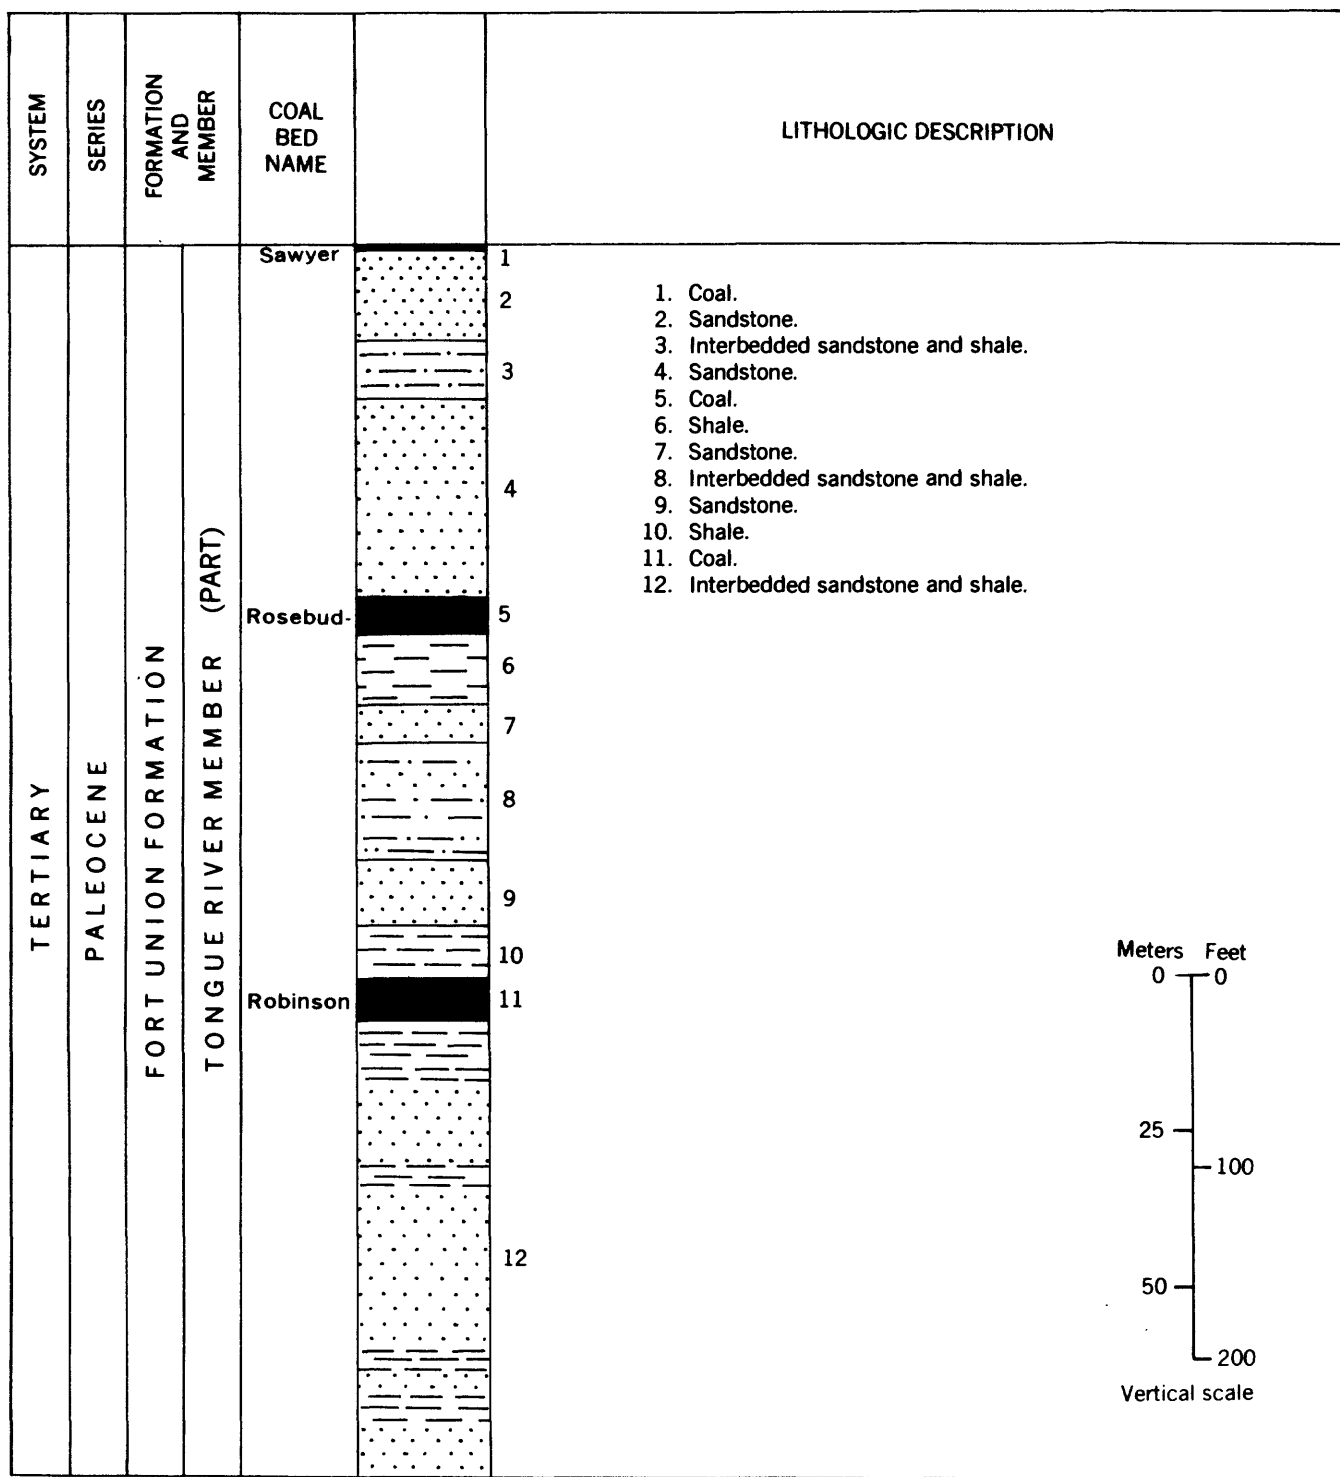 SYSTEM
SERIES
FORMATION
AND
MEMBER
COAL
BED
NAME
LITHOLOGIC DESCRIPTION
TERTIARY
PALEOCENE
FORT UNION FORMATION
TONGUE RIVER MEMBER (PART)
Sawyer
Rosebud-
Robinson
1
2
3
4
5
6
7
8
9
10
11
12
1. Coal.
2. Sandstone.
3. Interbedded sandstone and shale.
4. Sandstone.
5. Coal.
6. Shale.
7. Sandstone.
8. Interbedded sandstone and shale.
9. Sandstone.
10. Shale.
11. Coal.
12. Interbedded sandstone and shale.
Meters Feet
0 0
25
100
50
200
Vertical scale